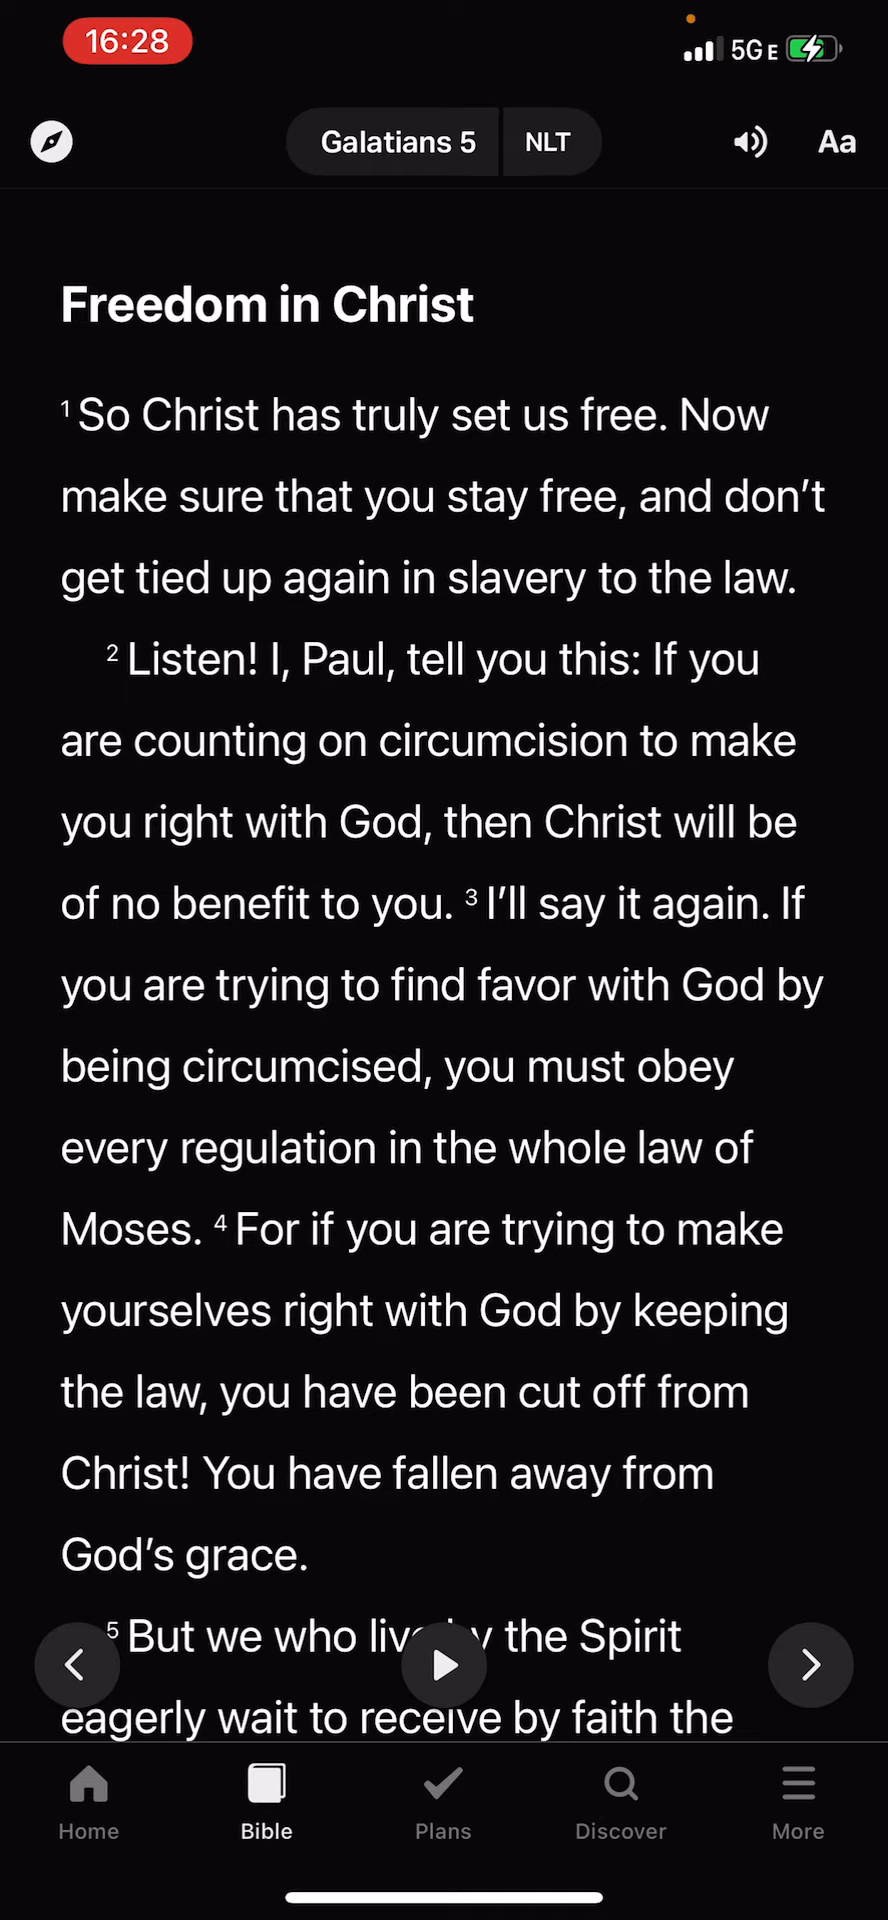 16:28
5G E
Galatians 5
NLT
Aa
Freedom in Christ
1 So Christ has truly set us free. Now
make sure that you stay free, and don’t
get tied up again in slavery to the law.
2 Listen! I, Paul, tell you this: If you
are counting on circumcision to make
you right with God, then Christ will be
of no benefit to you. 3 I’ll say it again. If
you are trying to find favor with God by
being circumcised, you must obey
every regulation in the whole law of
Moses. 4 For if you are trying to make
yourselves right with God by keeping
the law, you have been cut off from
Christ! You have fallen away from
God’s grace.
5 But we who the Spirit
eagerly wait to receive by faith the
Home
Bible
Plans
Discover
More